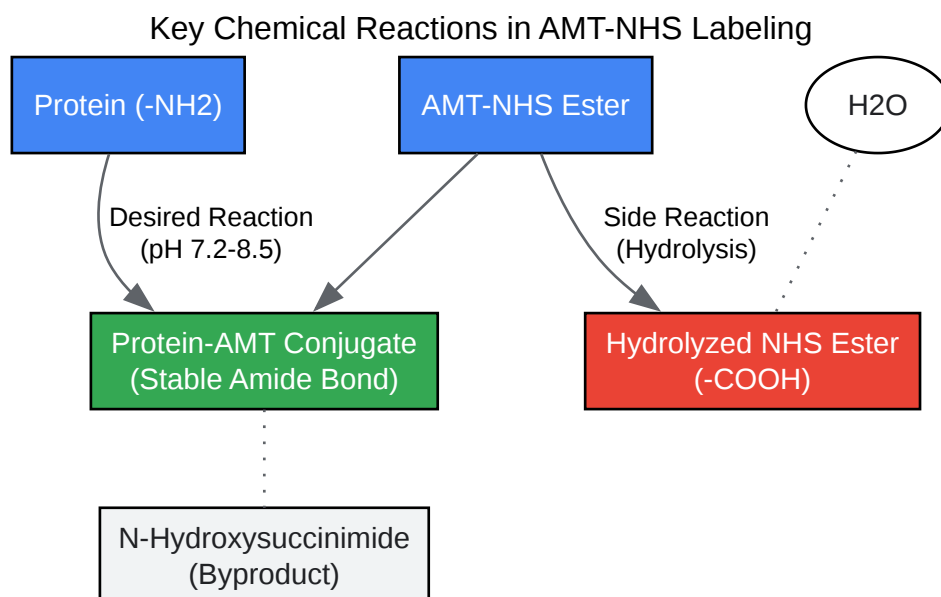 Key Chemical Reactions in AMT-NHS Labeling
Protein (-NH2)
AMT-NHS Ester
H2O
Desired Reaction
(pH 7.2-8.5)
Side Reaction
(Hydrolysis)
Protein-AMT Conjugate
(Stable Amide Bond)
Hydrolyzed NHS Ester
(-COOH)
N-Hydroxysuccinimide
(Byproduct)